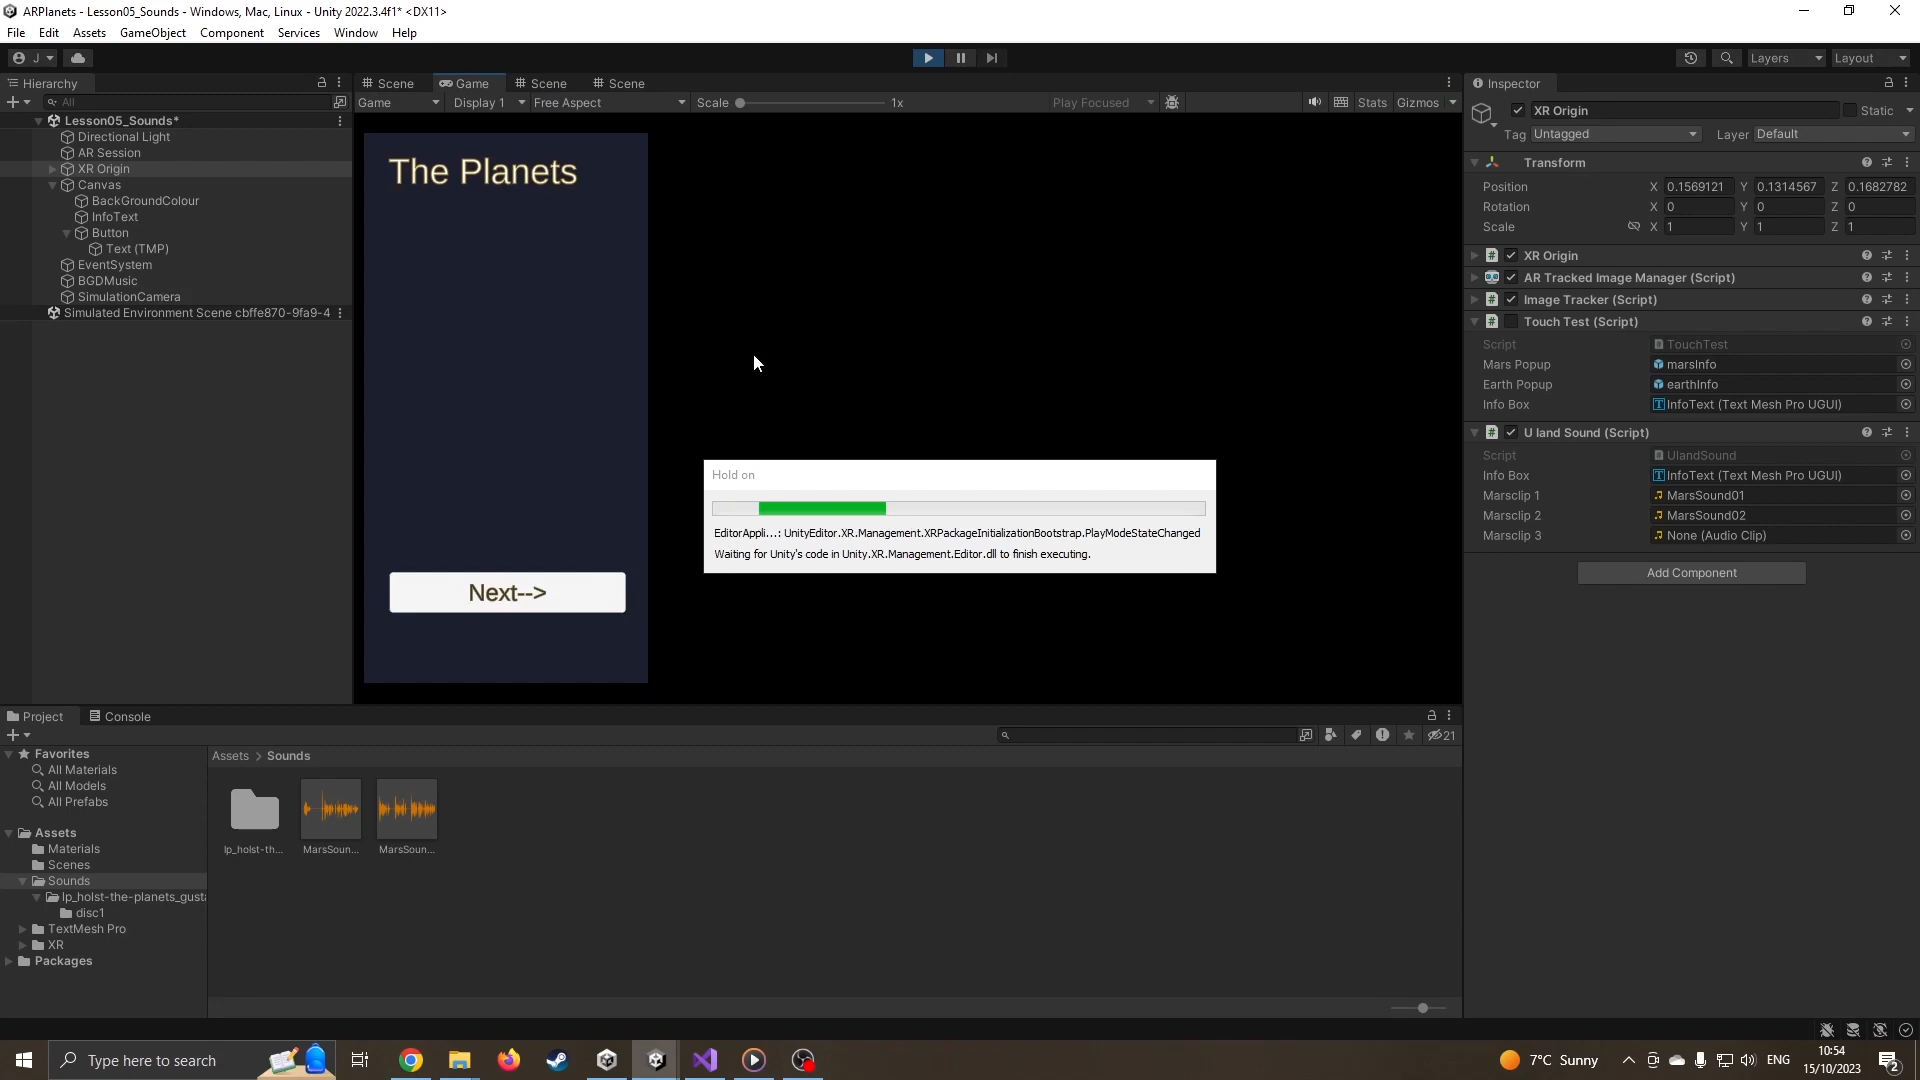 ARPlanets - Lesson05_Sounds - Windows, Mac, Linux - Unity 2022.3.4f1* <DX11>
File Edit Assets GameObject Component Services Window Help
J
Layers Layout
Hierarchy
Scene Game Scene Scene
Inspector
All
Game Display 1 Free Aspect Scale 1x Play Focused Stats Gizmos
XR Origin Static
Tag Untagged Layer Default
Lesson05_Sounds*
Directional Light
AR Session
XR Origin
Canvas
BackGroundColour
InfoText
Button
Text (TMP)
EventSystem
BGDMusic
SimulationCamera
Simulated Environment Scene cbffe870-9fa9-4
The Planets
Next-->
Hold on
EditorAppli...: UnityEditor.XR.Management.XRPackageInitializationBootstrap.PlayModeStateChanged
Waiting for Unity's code in Unity.XR.Management.Editor.dll to finish executing.
Transform
Position X 0.1569121 Y 0.1314567 Z 0.1682782
Rotation X 0 Y 0 Z 0
Scale X 1 Y 1 Z 1
XR Origin
AR Tracked Image Manager (Script)
Image Tracker (Script)
Touch Test (Script)
Script TouchTest
Mars Popup marsInfo
Earth Popup earthInfo
Info Box InfoText (Text Mesh Pro UGUI)
U Iand Sound (Script)
Script UIandSound
Info Box InfoText (Text Mesh Pro UGUI)
Marsclip 1 MarsSound01
Marsclip 2 MarsSound02
Marsclip 3 None (Audio Clip)
Add Component
Project Console
21
Favorites
All Materials
All Models
All Prefabs
Assets
Materials
Scenes
Sounds
lp_holst-the-planets_gusta
disc1
TextMesh Pro
XR
Packages
Assets > Sounds
lp_holst-th... MarsSoun... MarsSoun...
Type here to search
7°C Sunny
ENG
10:54
15/10/2023
2